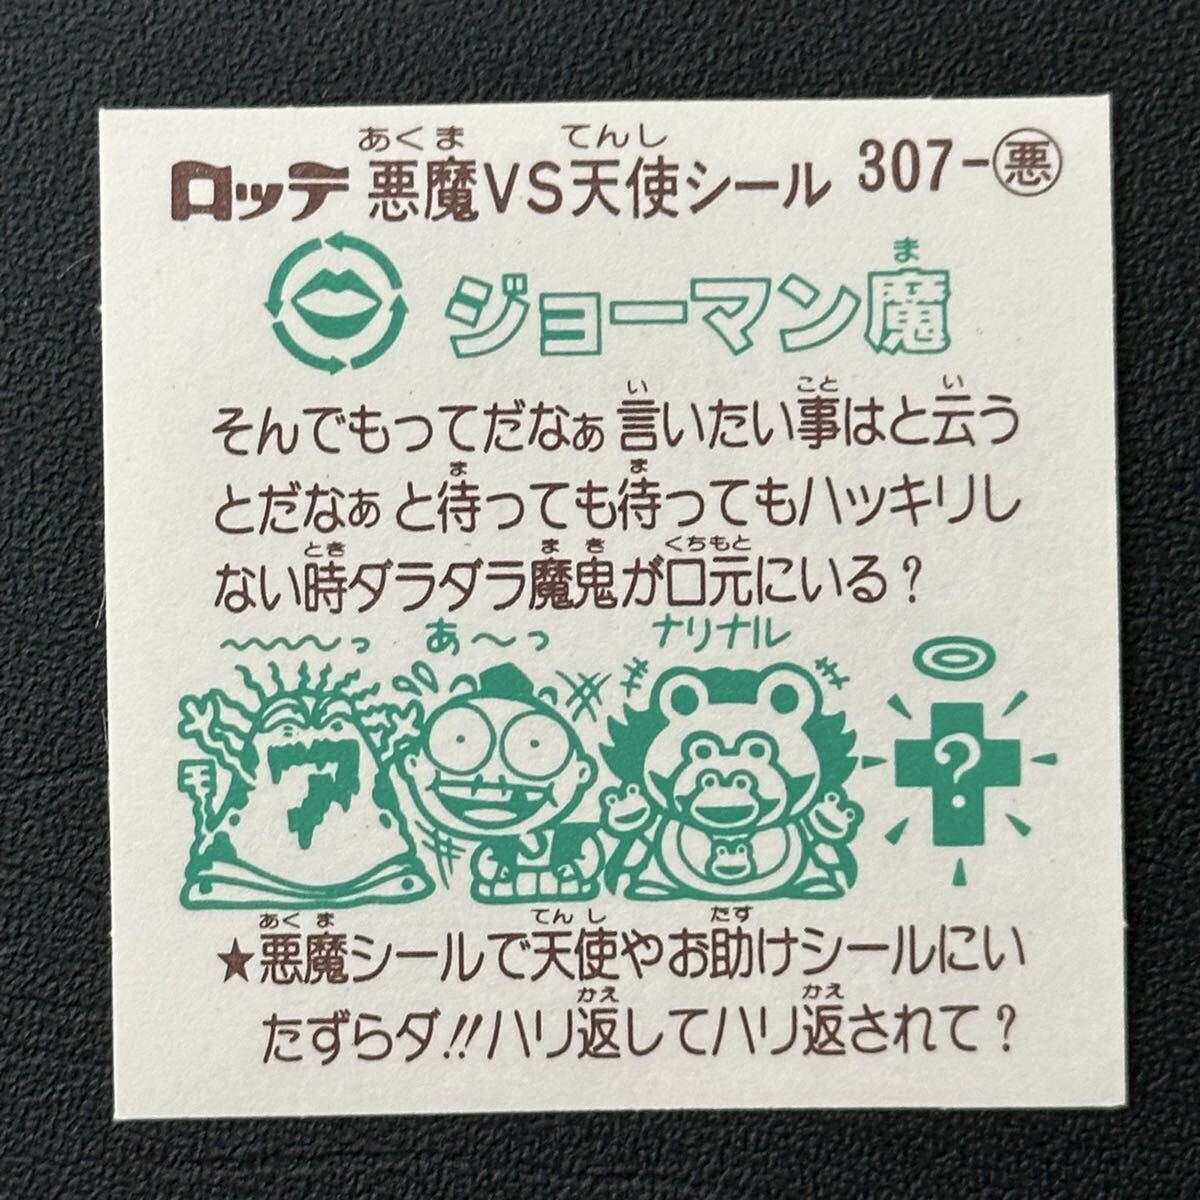 ロッテ 悪魔VS天使シール 307-悪
あくま てんし
ジョーマン魔
ま
そんでもってだなぁ言いたい事はと云う
い こと い
とだなぁと待っても待ってもハッキリし
ま ま
ない時ダラダラ魔鬼が口元にいる?
とき まき くちもと
〜〜〜〜っ あ〜っ ナリナル
ア
モ
?
★悪魔シールで天使やお助けシールにい
あくま てんし たす
たずらダ!!ハリ返してハリ返されて?
かえ かえ